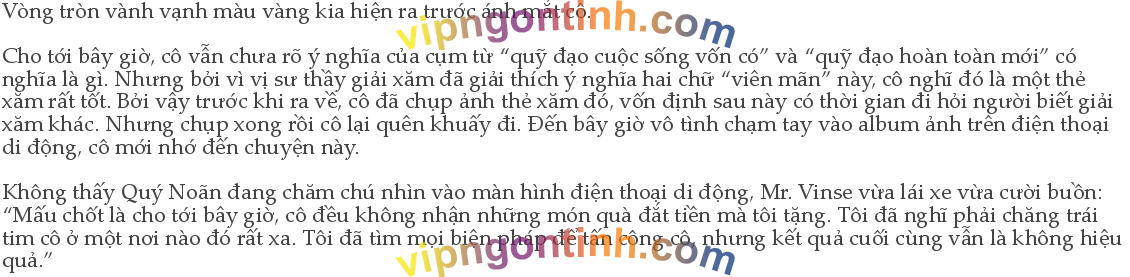 Vòng tròn vành vạnh màu vàng kia hiện ra trước ánh mắt cô.
vipngontinh.com
Cho tới bây giờ, cô vẫn chưa rõ ý nghĩa của cụm từ “quỹ đạo cuộc sống vốn có” và “quỹ đạo hoàn toàn mới” có
nghĩa là gì. Nhưng bởi vì vị sư thầy giải xăm đã giải thích ý nghĩa hai chữ “viên mãn” này, cô nghĩ đó là một thẻ
xăm rất tốt. Bởi vậy trước khi ra về, cô đã chụp ảnh thẻ xăm đó, vốn định sau này có thời gian đi hỏi người biết giải
xăm khác. Nhưng chụp xong rồi cô lại quên khuấy đi. Đến bây giờ vô tình chạm tay vào album ảnh trên điện thoại
di động, cô mới nhớ đến chuyện này.
Không thấy Quý Noãn đang chăm chú nhìn vào màn hình điện thoại di động, Mr. Vinse vừa lái xe vừa cười buồn:
“Mấu chốt là cho tới bây giờ, cô đều không nhận những món quà đắt tiền mà tôi tặng. Tôi đã nghĩ phải chăng trái
tim cô ở một nơi nào đó rất xa. Tôi đã tìm mọi biện pháp để tấn công cô, nhưng kết quả cuối cùng vẫn là không hiệu
quả.”
vipngontinh.com